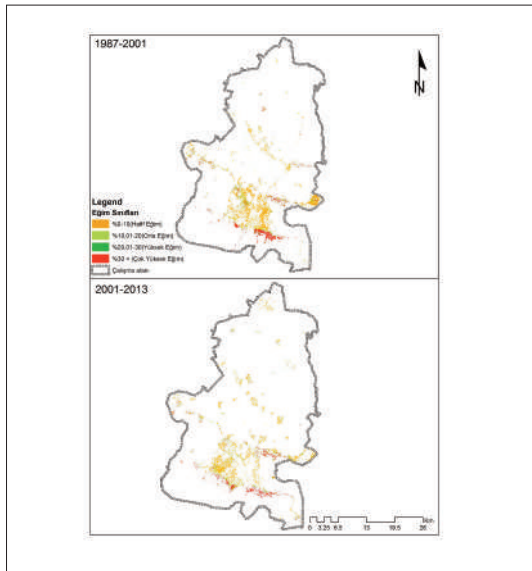 1987-2001
N
Legend
Eğim Sınıfları
%0-10(Hafif Eğim)
%10,01-20(Orta Eğim)
%20,01-30(Yüksek Eğim)
%30 + (Çok Yüksek Eğim)
Çalışma alanı
2001-2013
0 3,25 6,5 13 19,5 26